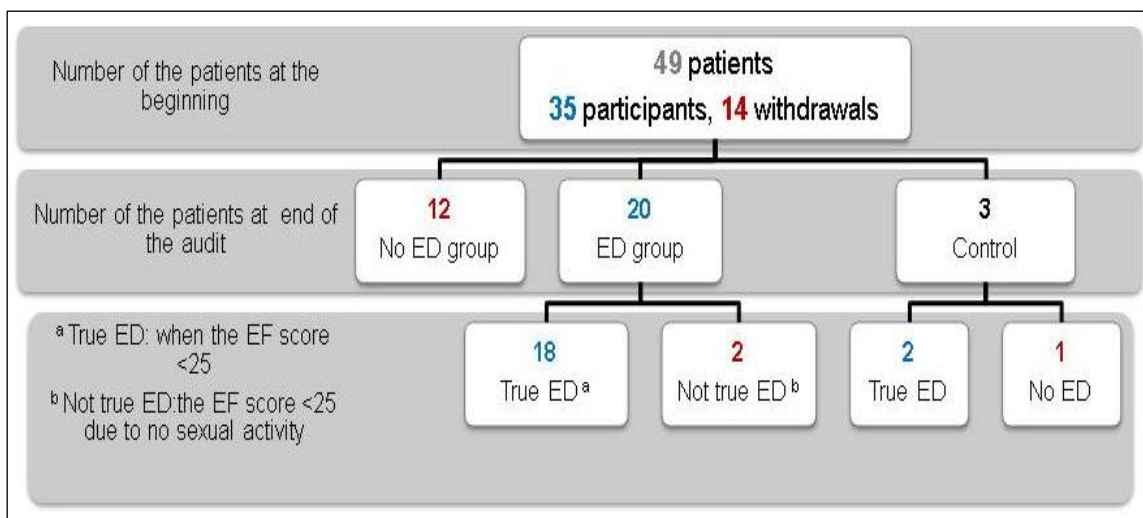 Number of the patients at the
beginning
49 patients
35 participants, 14 withdrawals
Number of the patients at end of
the audit
12
No ED group
20
ED group
3
Control
a True ED: when the EF score
<25
b Not true ED:the EF score <25
due to no sexual activity
18
True ED a
2
Not true ED b
2
True ED
1
No ED